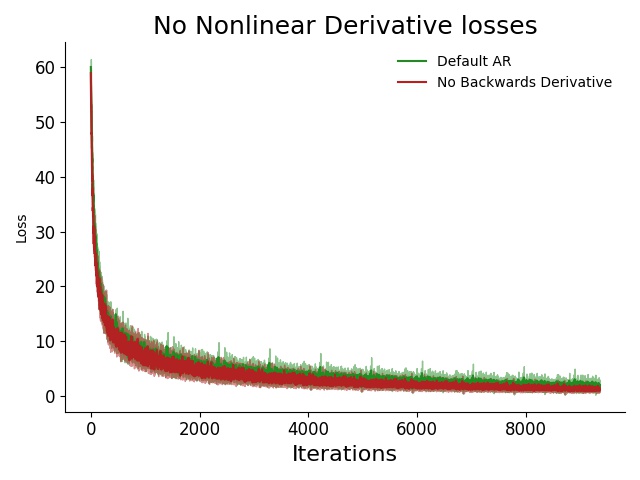 No Nonlinear Derivative losses
Default AR
No Backwards Derivative
60
50
40
30
20
10
0
Loss
0 2000 4000 6000 8000
Iterations